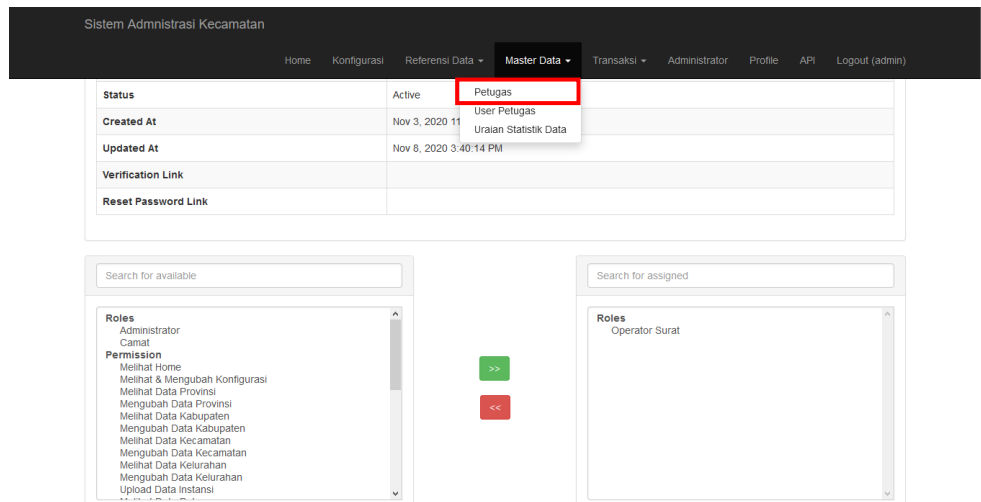 Sistem Admnistrasi Kecamatan
Home Konfigurasi Referensi Data Master Data Transaksi Administrator Profile API Logout (admin)
Petugas
User Petugas
Uraian Statistik Data
Status Active
Created At Nov 3, 2020 11
Updated At Nov 8, 2020 3:40:14 PM
Verification Link
Reset Password Link
Search for available
Roles
Administrator
Camat
Permission
Melihat Home
Melihat & Mengubah Konfigurasi
Melihat Data Provinsi
Mengubah Data Provinsi
Melihat Data Kabupaten
Mengubah Data Kabupaten
Melihat Data Kecamatan
Mengubah Data Kecamatan
Melihat Data Kelurahan
Mengubah Data Kelurahan
Upload Data Instansi
>>
<<
Search for assigned
Roles
Operator Surat